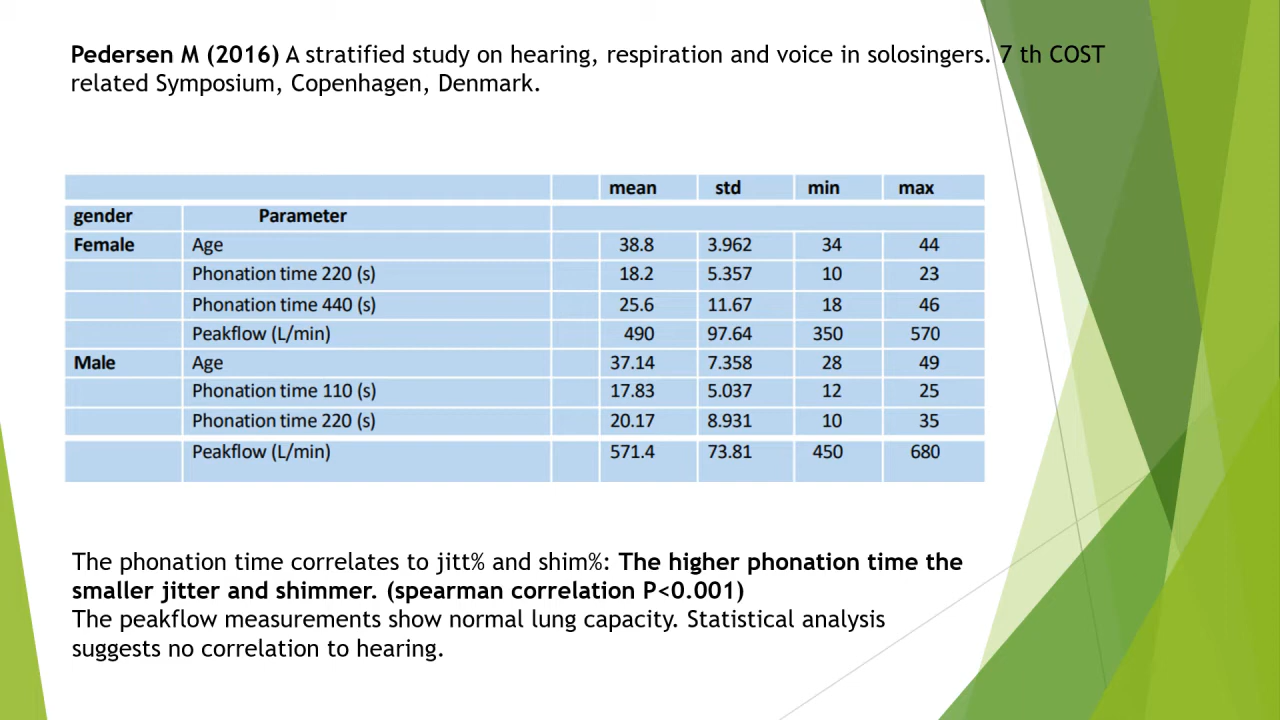 Pedersen M (2016) A stratified study on hearing, respiration and voice in solosingers. 7 th COST
related Symposium, Copenhagen, Denmark.
mean std min max
gender Parameter
Female Age 38.8 3.962 34 44
Phonation time 220 (s) 18.2 5.357 10 23
Phonation time 440 (s) 25.6 11.67 18 46
Peakflow (L/min) 490 97.64 350 570
Male Age 37.14 7.358 28 49
Phonation time 110 (s) 17.83 5.037 12 25
Phonation time 220 (s) 20.17 8.931 10 35
Peakflow (L/min) 571.4 73.81 450 680
The phonation time correlates to jitt% and shim%: The higher phonation time the
smaller jitter and shimmer. (spearman correlation P<0.001)
The peakflow measurements show normal lung capacity. Statistical analysis
suggests no correlation to hearing.